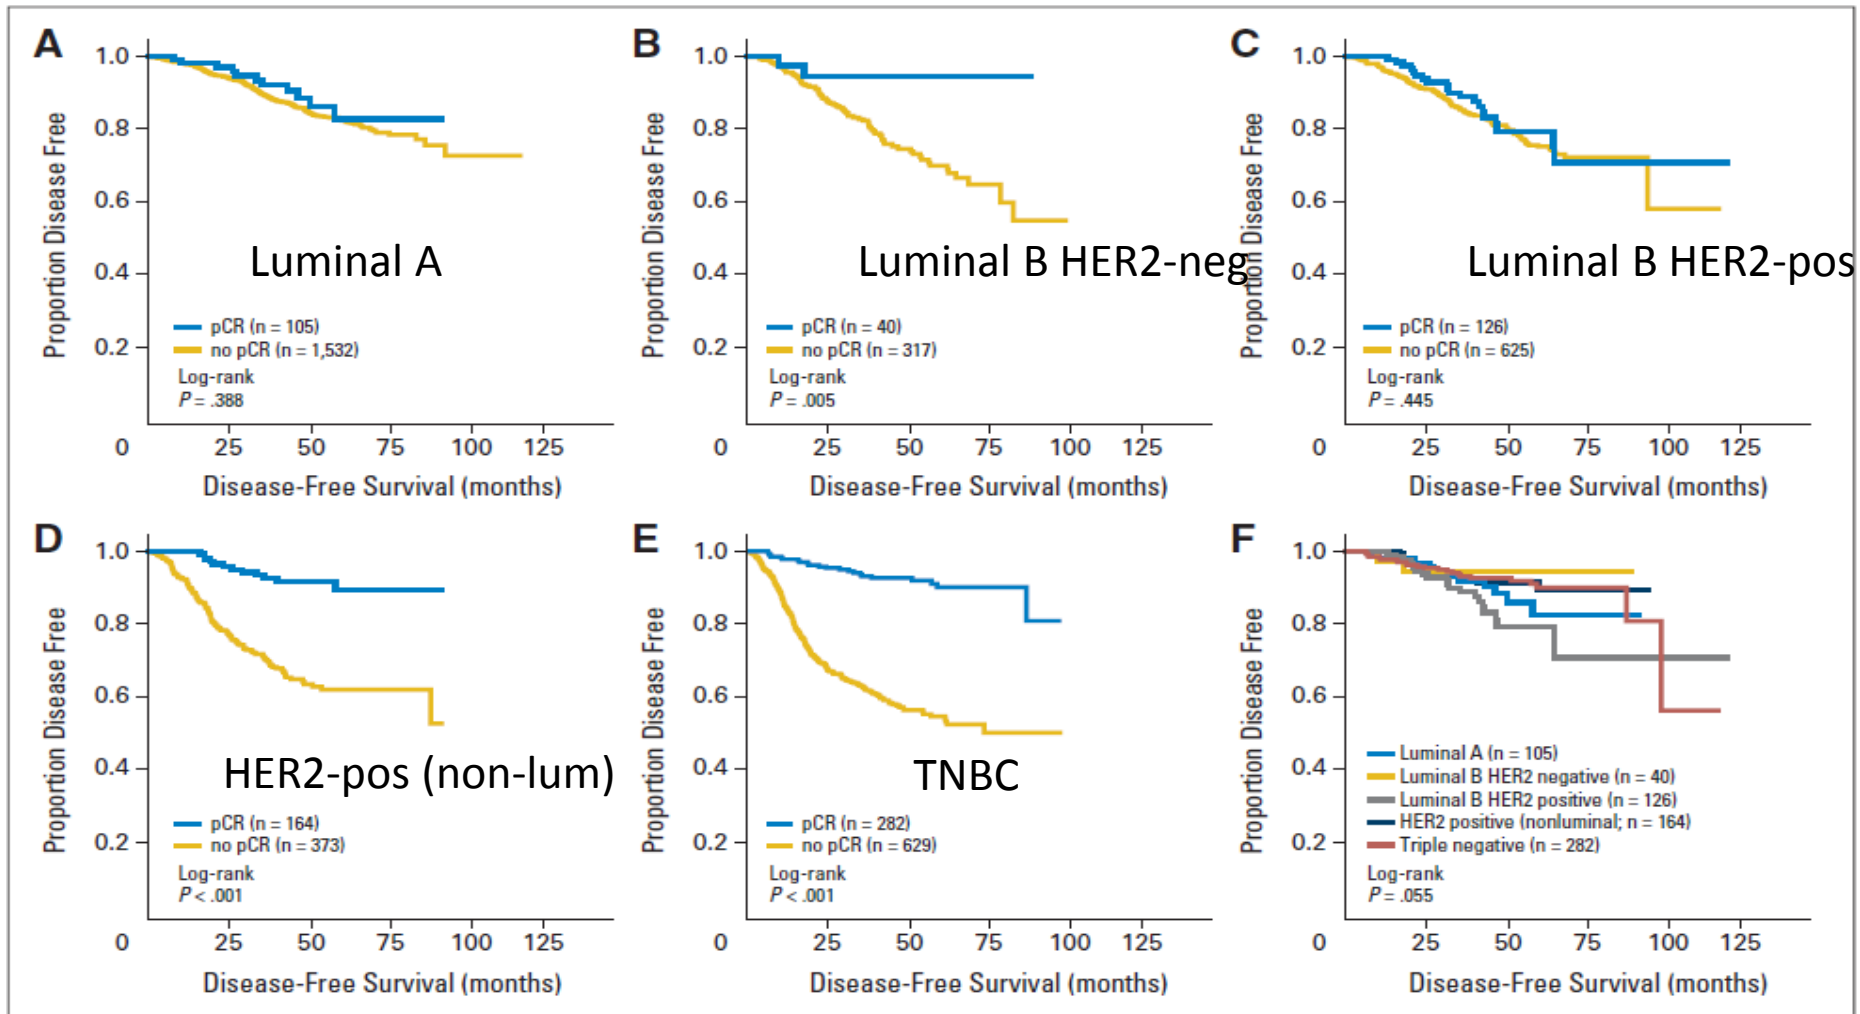 A
1.0
0.8
0.6
0.4
0.2
0
Proportion Disease Free
Luminal A
pCR (n = 105)
no pCR (n = 1,532)
Log-rank
P = .388
25 50 75 100 125
Disease-Free Survival (months)
B
1.0
0.8
0.6
0.4
0.2
0
Proportion Disease Free
Luminal B HER2-neg
pCR (n = 40)
no pCR (n = 317)
Log-rank
P = .005
25 50 75 100 125
Disease-Free Survival (months)
C
1.0
0.8
0.6
0.4
0.2
0
Proportion Disease Free
Luminal B HER2-pos
pCR (n = 126)
no pCR (n = 625)
Log-rank
P = .445
25 50 75 100 125
Disease-Free Survival (months)
D
1.0
0.8
0.6
0.4
0.2
0
Proportion Disease Free
HER2-pos (non-lum)
pCR (n = 164)
no pCR (n = 373)
Log-rank
P < .001
25 50 75 100 125
Disease-Free Survival (months)
E
1.0
0.8
0.6
0.4
0.2
0
Proportion Disease Free
TNBC
pCR (n = 282)
no pCR (n = 629)
Log-rank
P < .001
25 50 75 100 125
Disease-Free Survival (months)
F
1.0
0.8
0.6
0.4
0.2
0
Proportion Disease Free
Luminal A (n = 105)
Luminal B HER2 negative (n = 40)
Luminal B HER2 positive (n = 126)
HER2 positive (nonluminal; n = 164)
Triple negative (n = 282)
Log-rank
P = .055
25 50 75 100 125
Disease-Free Survival (months)